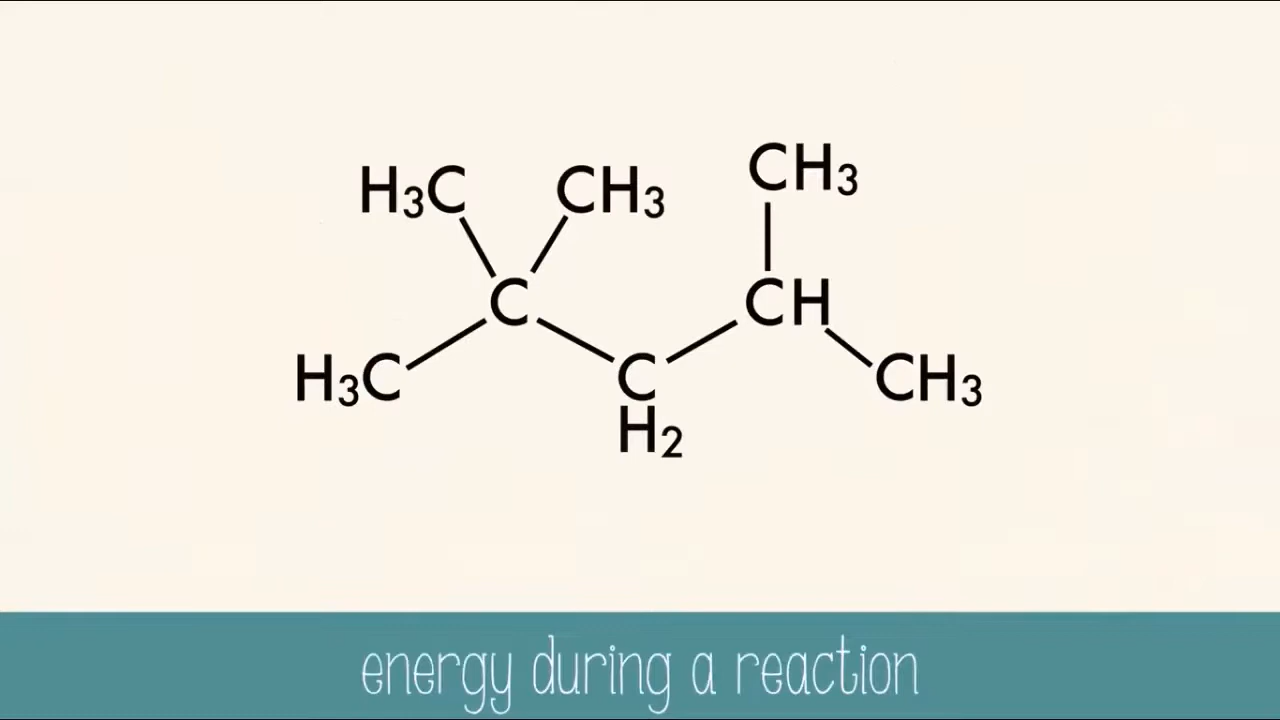 CH₃
H₃C CH₃
C CH
H₃C C CH₃
H₂
energy during a reaction